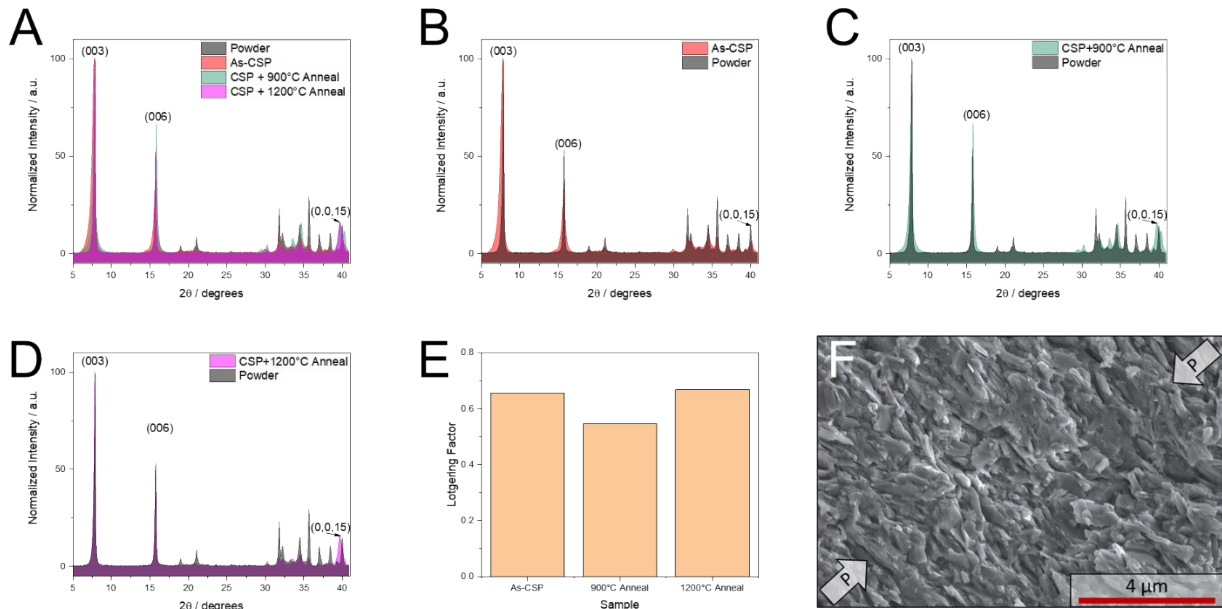 A
(003)
Powder
As-CSP
CSP + 900°C Anneal
CSP + 1200°C Anneal
100
(006)
50
(0,0,15)
0
5 10 15 20 25 30 35 40
2θ / degrees
Normalized Intensity / a.u.
B
(003)
As-CSP
Powder
100
(006)
50
(0,0,15)
0
5 10 15 20 25 30 35 40
2θ / degrees
Normalized Intensity / a.u.
C
(003)
CSP+900°C Anneal
Powder
100
(006)
50
(0,0,15)
0
5 10 15 20 25 30 35 40
2θ / degrees
Normalized Intensity / a.u.
D
(003)
CSP+1200°C Anneal
Powder
100
(006)
50
(0,0,15)
0
5 10 15 20 25 30 35 40
2θ / degrees
Normalized Intensity / a.u.
E
0.8
0.6
0.4
0.2
0.0
Lotgering Factor
As-CSP 900°C Anneal 1200°C Anneal
Sample
F
P
P
4 µm